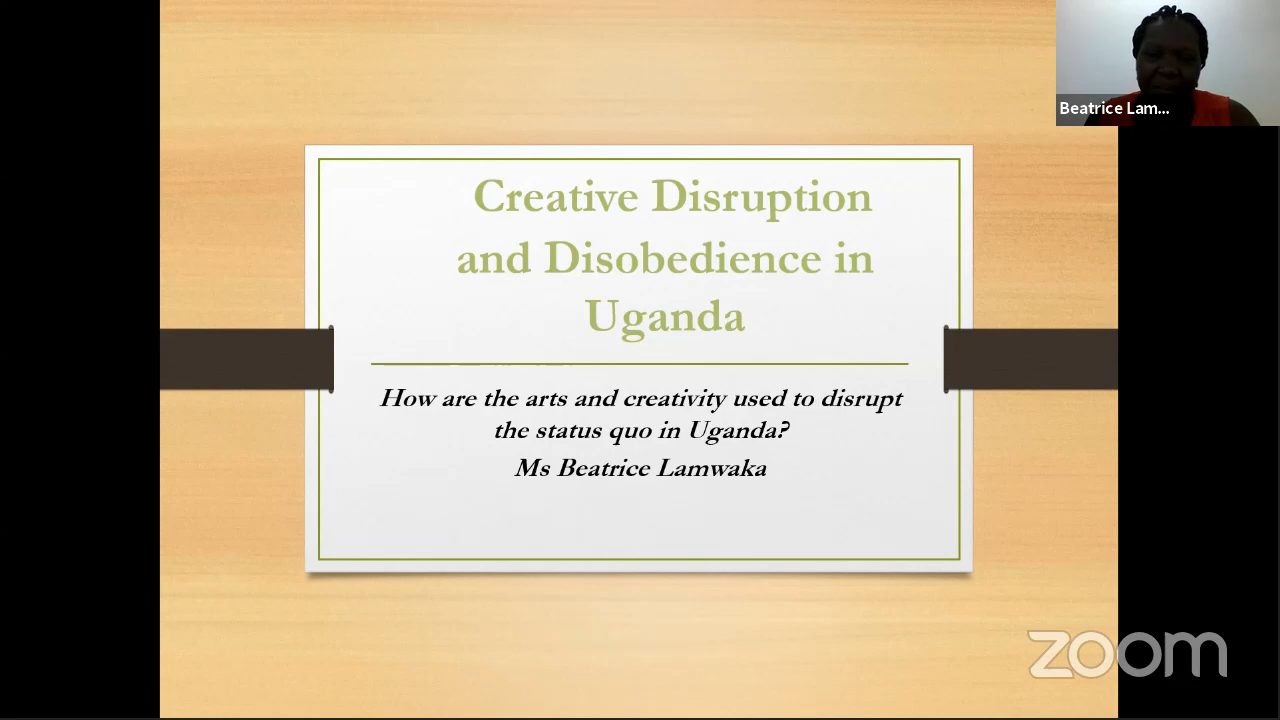 Beatrice Lam...
Creative Disruption
and Disobedience in
Uganda
How are the arts and creativity used to disrupt
the status quo in Uganda?
Ms Beatrice Lamwaka
zoom